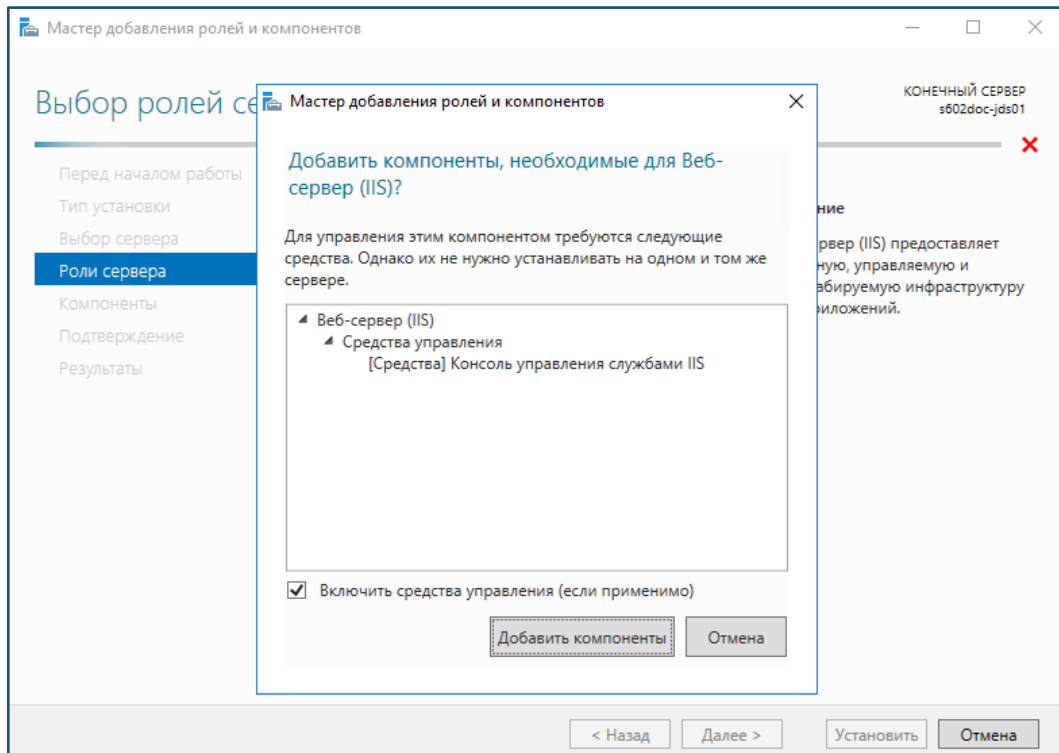 Мастер добавления ролей и компонентов
Выбор ролей се
КОНЕЧНЫЙ СЕРВЕР
s602doc-jds01
Перед началом работы
Тип установки
Выбор сервера
Роли сервера
Компоненты
Подтверждение
Результаты
Мастер добавления ролей и компонентов
Добавить компоненты, необходимые для Веб-
сервер (IIS)?
Для управления этим компонентом требуются следующие
средства. Однако их не нужно устанавливать на одном и том же
сервере.
Веб-сервер (IIS)
Средства управления
[Средства] Консоль управления службами IIS
Включить средства управления (если применимо)
Добавить компоненты
Отмена
ние
рвер (IIS) предоставляет
ную, управляемую и
абируемую инфраструктуру
риложений.
< Назад
Далее >
Установить
Отмена